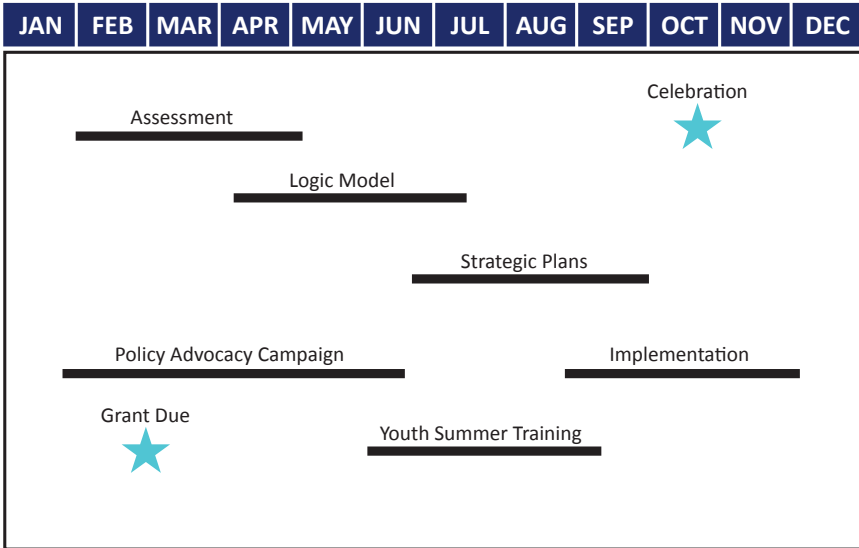 JAN FEB MAR APR MAY JUN JUL AUG SEP OCT NOV DEC
Celebration
Assessment
Logic Model
Strategic Plans
Policy Advocacy Campaign
Implementation
Grant Due
Youth Summer Training